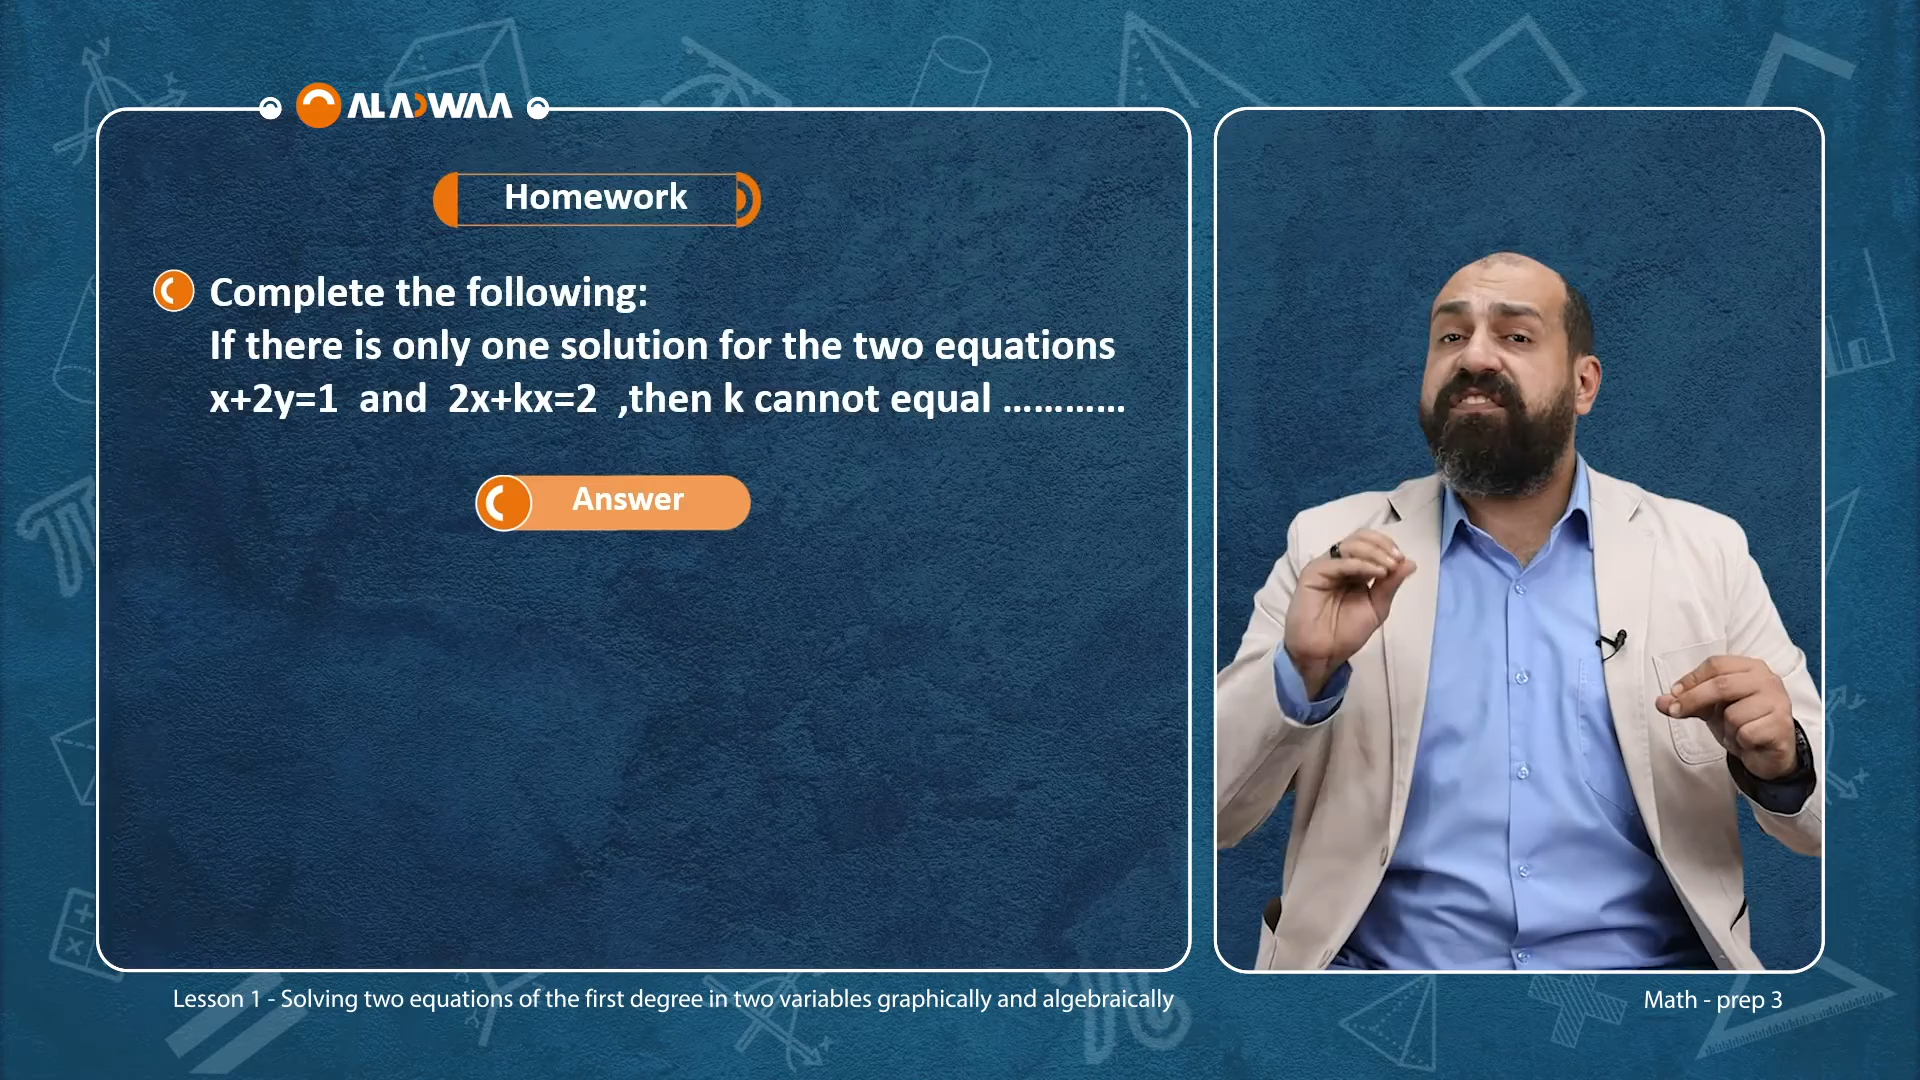 ALADWAA
Homework
Complete the following:
If there is only one solution for the two equations
x+2y=1 and 2x+kx=2 ,then k cannot equal ............
Answer
Lesson 1 - Solving two equations of the first degree in two variables graphically and algebraically
Math - prep 3